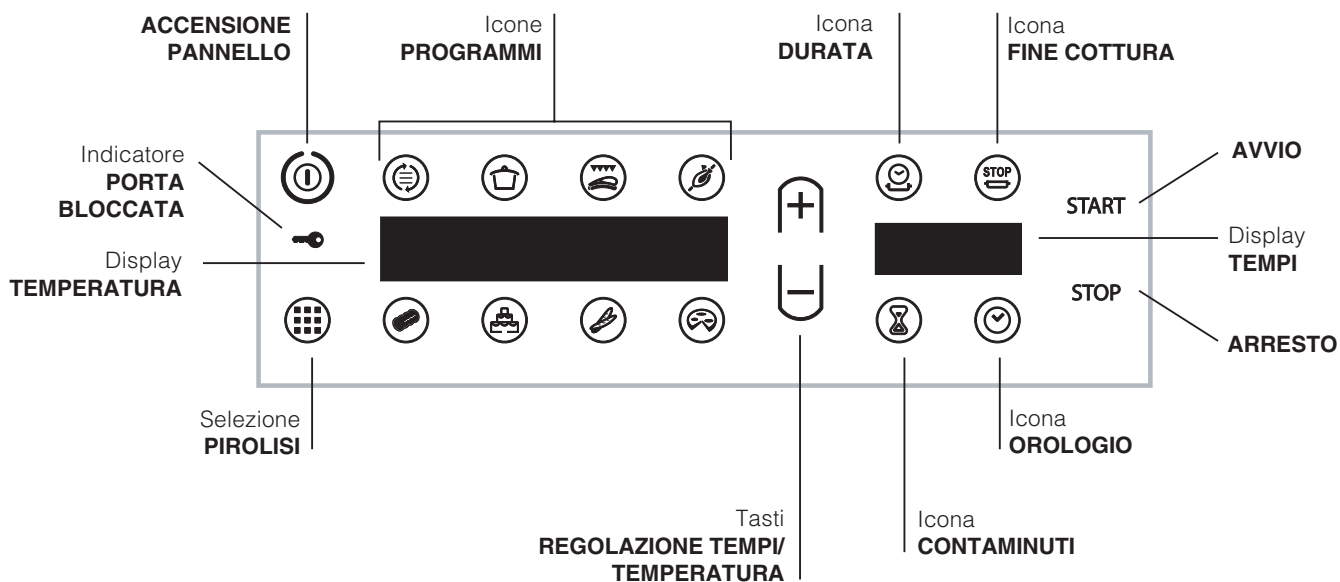 ACCENSIONE
PANNELLO
Icone
PROGRAMMI
Icona
DURATA
Icona
FINE COTTURA
Indicatore
PORTA
BLOCCATA
Display
TEMPERATURA
STOP
START
STOP
AVVIO
Display
TEMPI
ARRESTO
Selezione
PIROLISI
Tasti
REGOLAZIONE TEMPI/
TEMPERATURA
Icona
CONTAMINUTI
Icona
OROLOGIO